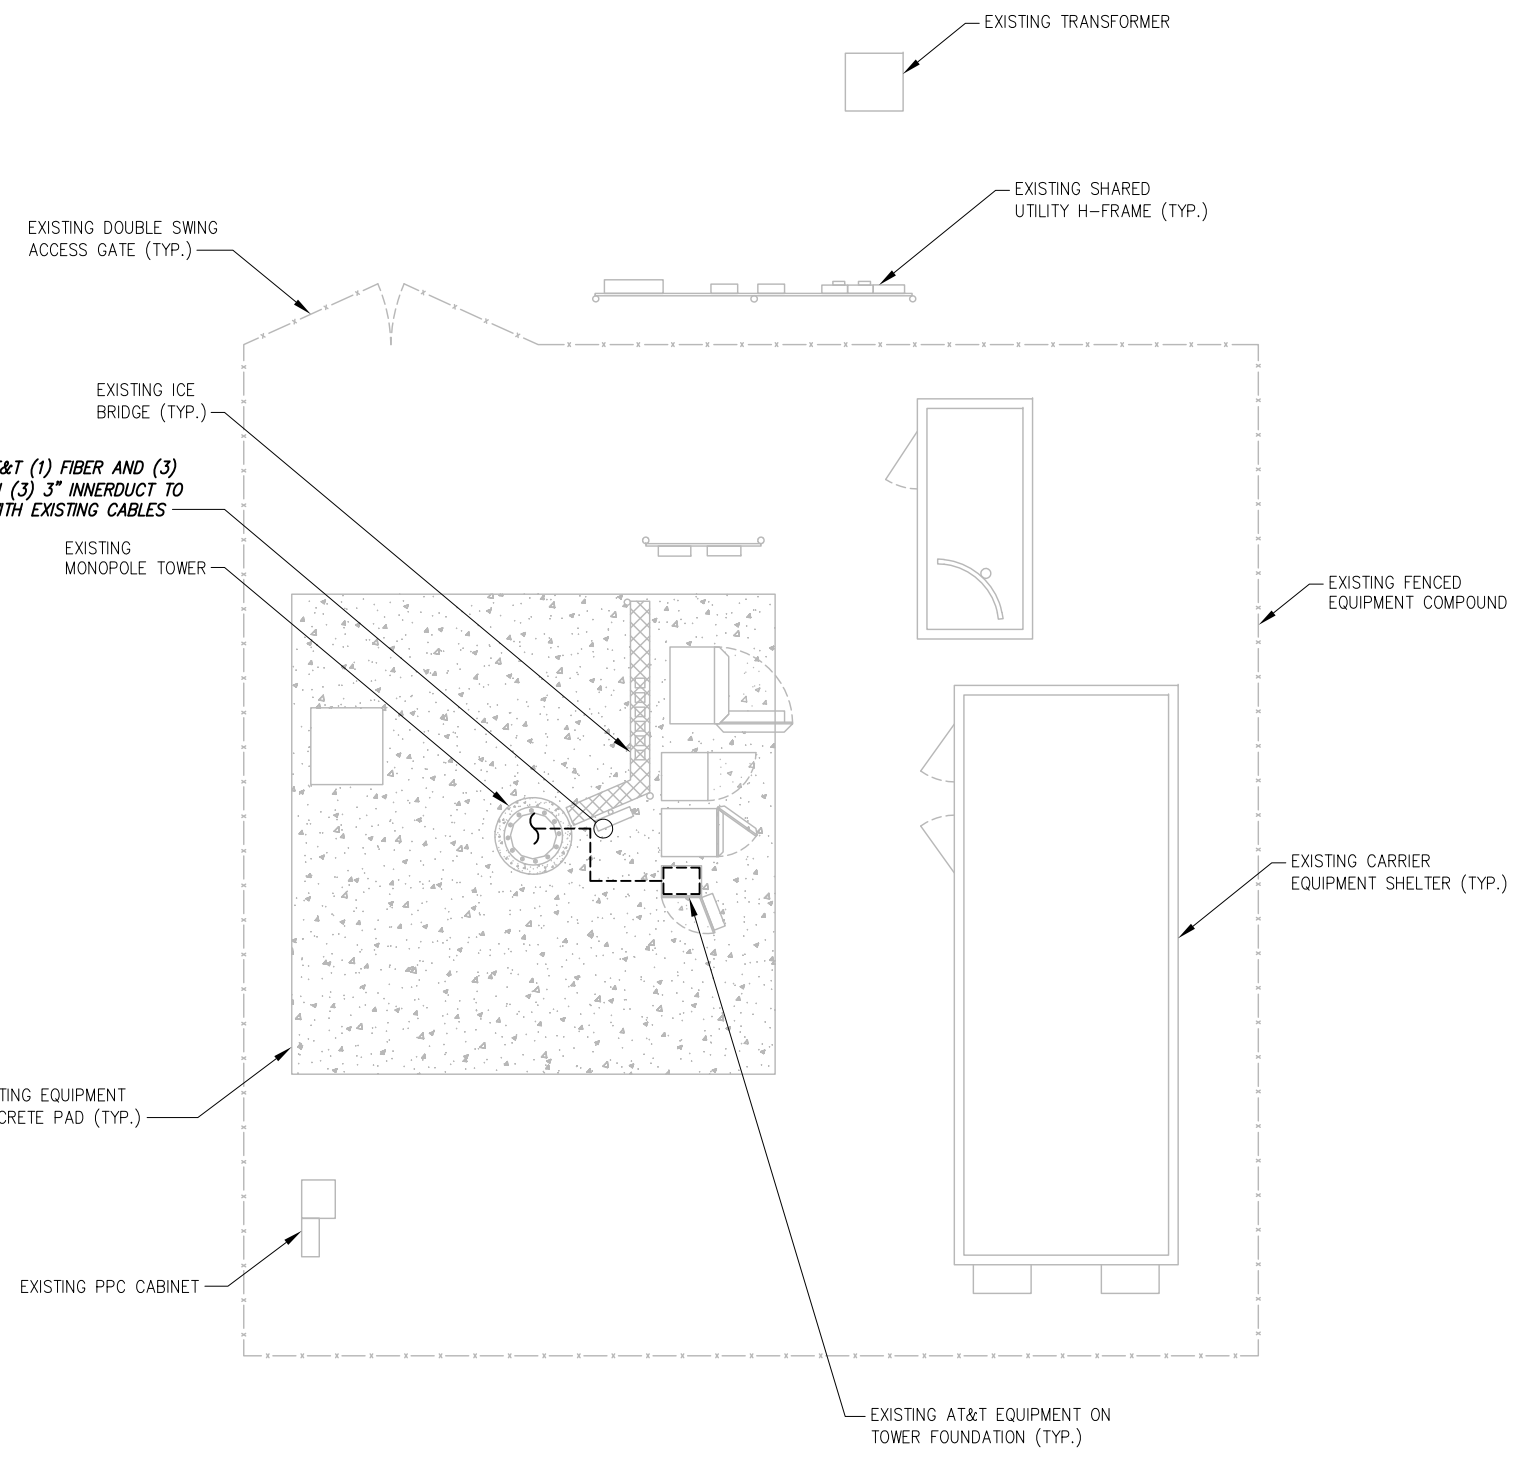 EXISTING TRANSFORMER
EXISTING SHARED
UTILITY H-FRAME (TYP.)
EXISTING DOUBLE SWING
ACCESS GATE (TYP.)
EXISTING ICE
BRIDGE (TYP.)
&T (1) FIBER AND (3)
(3) 3" INNERDUCT TO
EXISTING CABLES
EXISTING
MONOPOLE TOWER
EXISTING FENCED
EQUIPMENT COMPOUND
EXISTING CARRIER
EQUIPMENT SHELTER (TYP.)
TING EQUIPMENT
CRETE PAD (TYP.)
EXISTING PPC CABINET
EXISTING AT&T EQUIPMENT ON
TOWER FOUNDATION (TYP.)